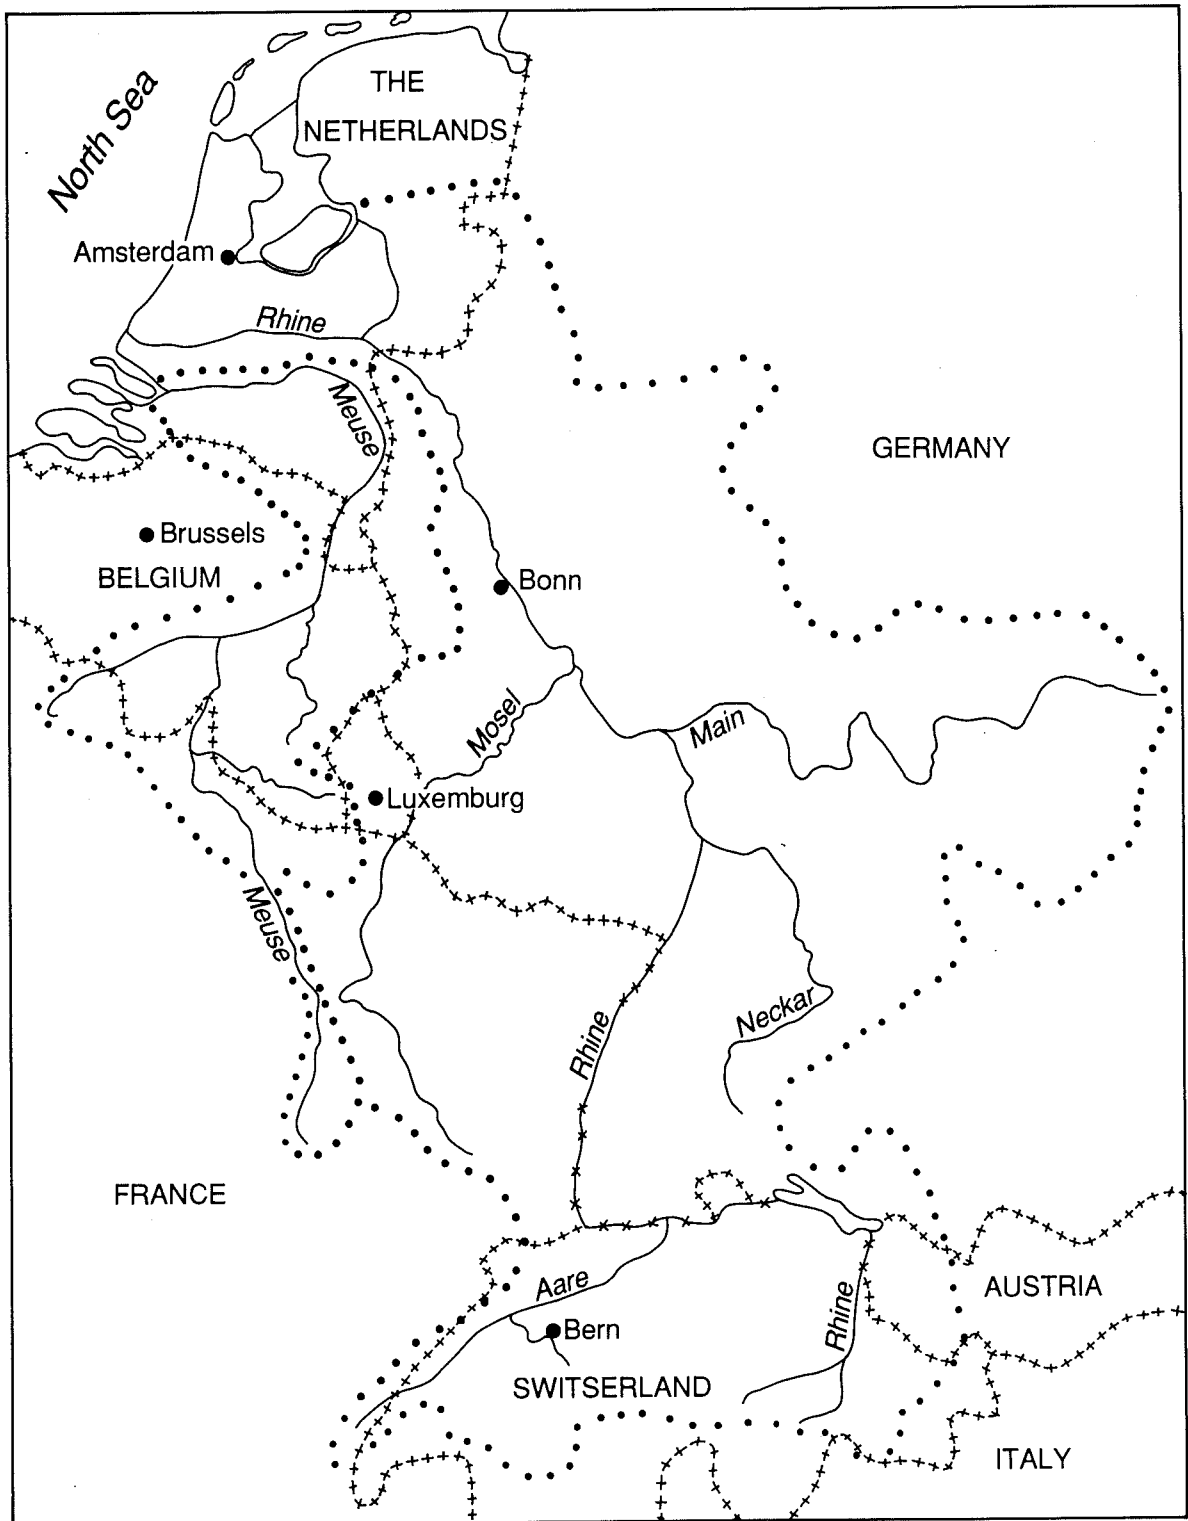 THE
NETHERLANDS
North Sea
Amsterdam
Rhine
Meuse
GERMANY
Brussels
BELGIUM
Bonn
Mosel
Main
Luxemburg
Meuse
Neckar
Rhine
FRANCE
Aare
Bern
Rhine
AUSTRIA
SWITSERLAND
ITALY